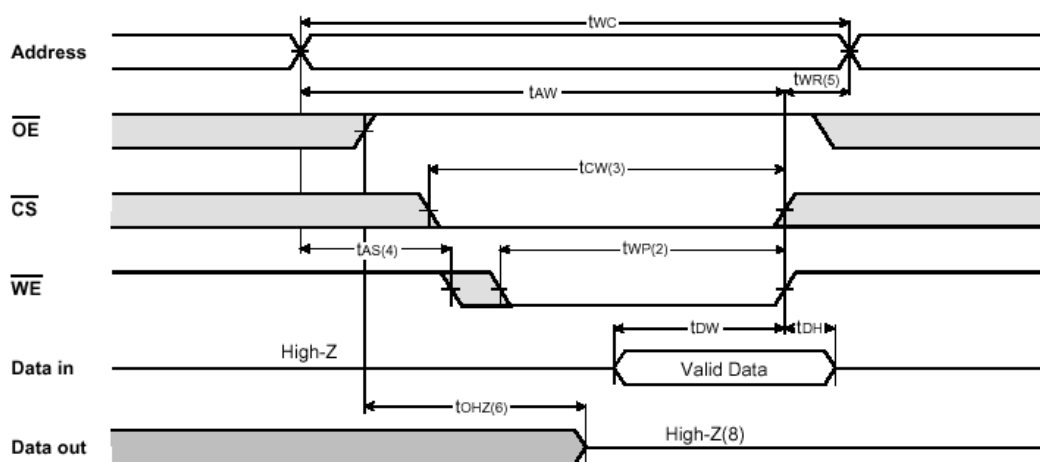 tWC
Address
tAW
tWR(5)
OE
tCW(3)
CS
tAS(4)
tWP(2)
WE
tDW
tDH
High-Z
Data in
Valid Data
tOHZ(6)
High-Z(8)
Data out